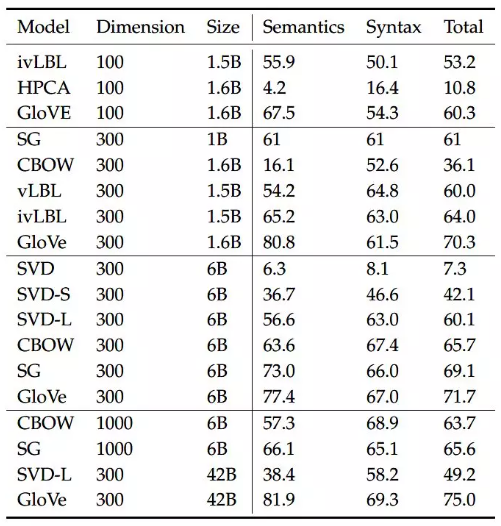 Model Dimension Size Semantics Syntax Total
ivLBL 100 1.5B 55.9 50.1 53.2
HPCA 100 1.6B 4.2 16.4 10.8
GloVE 100 1.6B 67.5 54.3 60.3
SG 300 1B 61 61 61
CBOW 300 1.6B 16.1 52.6 36.1
vLBL 300 1.5B 54.2 64.8 60.0
ivLBL 300 1.5B 65.2 63.0 64.0
GloVe 300 1.6B 80.8 61.5 70.3
SVD 300 6B 6.3 8.1 7.3
SVD-S 300 6B 36.7 46.6 42.1
SVD-L 300 6B 56.6 63.0 60.1
CBOW 300 6B 63.6 67.4 65.7
SG 300 6B 73.0 66.0 69.1
GloVe 300 6B 77.4 67.0 71.7
CBOW 1000 6B 57.3 68.9 63.7
SG 1000 6B 66.1 65.1 65.6
SVD-L 300 42B 38.4 58.2 49.2
GloVe 300 42B 81.9 69.3 75.0